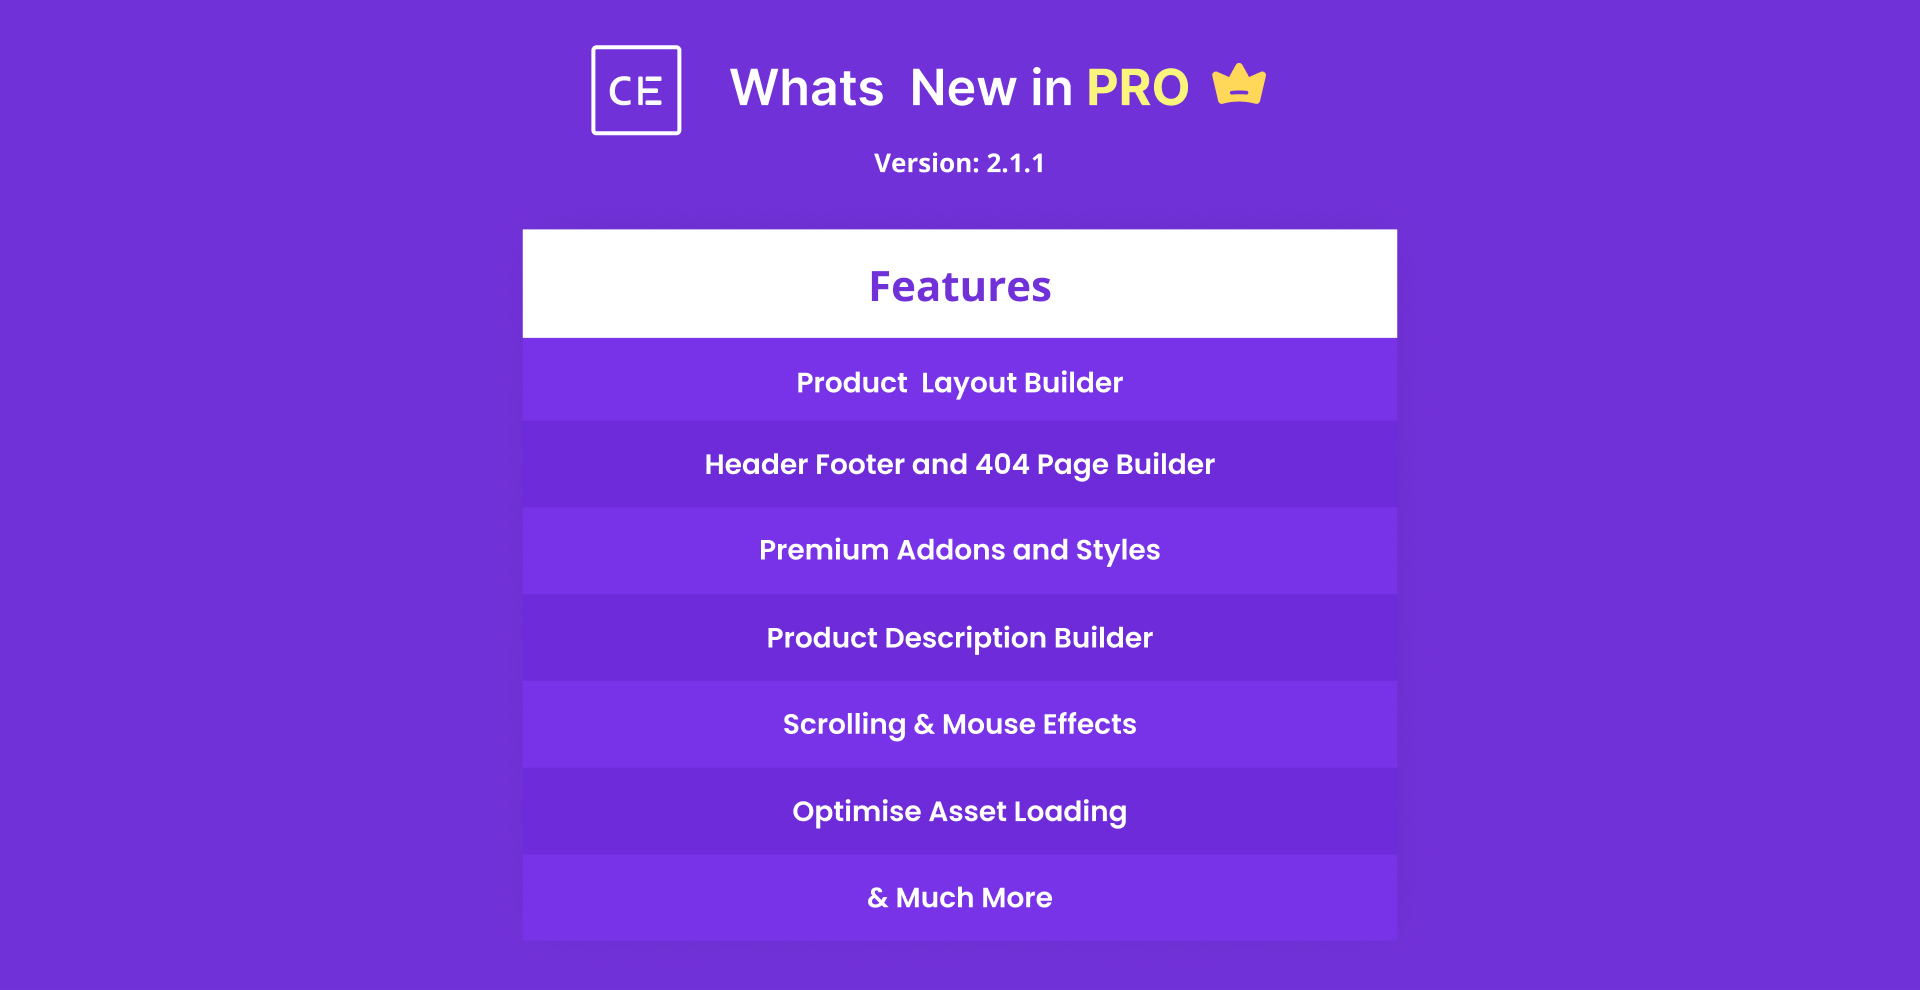 CE
Whats New in PRO
Version: 2.1.1
Features
Product Layout Builder
Header Footer and 404 Page Builder
Premium Addons and Styles
Product Description Builder
Scrolling & Mouse Effects
Optimise Asset Loading
& Much More